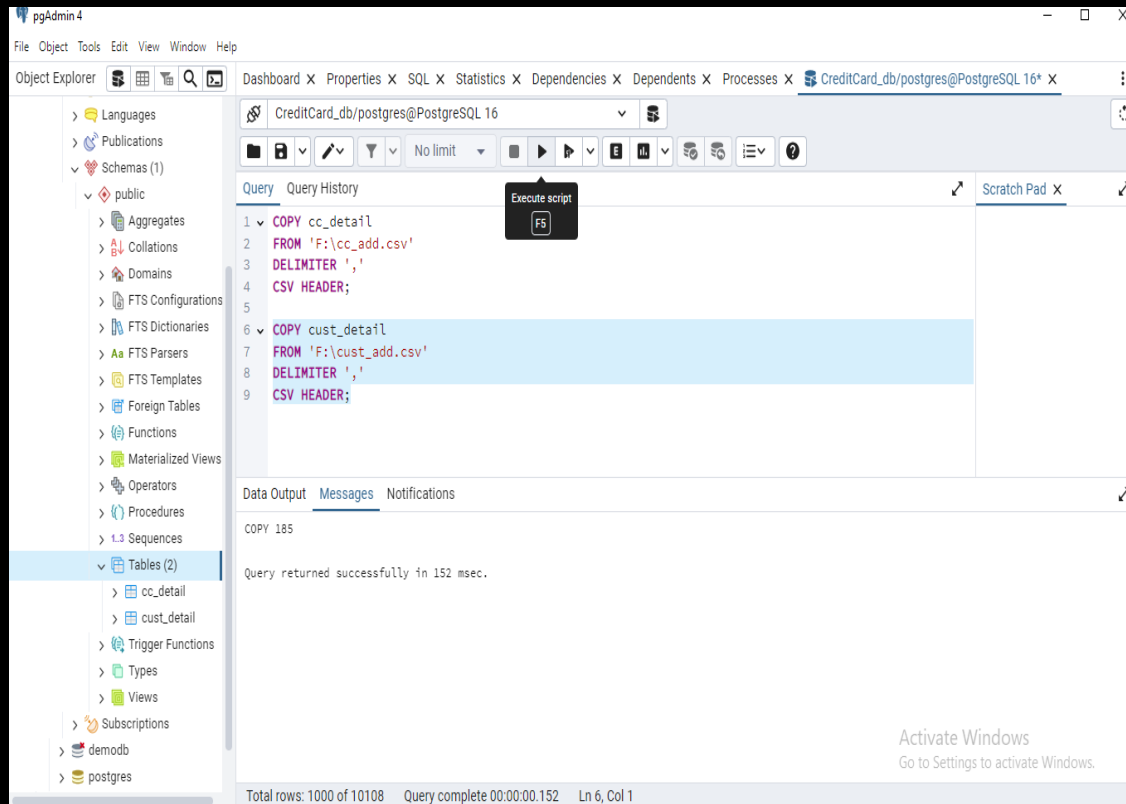 pgAdmin 4
File Object Tools Edit View Window Help
Object Explorer
Dashboard X Properties X SQL X Statistics X Dependencies X Dependents X Processes X CreditCard_db/postgres@PostgreSQL 16* X
Languages
Publications
Schemas (1)
public
Aggregates
Collations
Domains
FTS Configurations
FTS Dictionaries
Aa FTS Parsers
FTS Templates
Foreign Tables
Functions
Materialized Views
Operators
Procedures
1..3 Sequences
Tables (2)
cc_detail
cust_detail
Trigger Functions
Types
Views
Subscriptions
demodb
postgres
CreditCard_db/postgres@PostgreSQL 16
No limit
Execute script
F5
Query Query History
Scratch Pad X
1 COPY cc_detail
2 FROM 'F:\cc_add.csv'
3 DELIMITER ','
4 CSV HEADER;
5
6 COPY cust_detail
7 FROM 'F:\cust_add.csv'
8 DELIMITER ','
9 CSV HEADER;
Data Output Messages Notifications
COPY 185
Query returned successfully in 152 msec.
Activate Windows
Go to Settings to activate Windows.
Total rows: 1000 of 10108 Query complete 00:00:00.152 Ln 6, Col 1